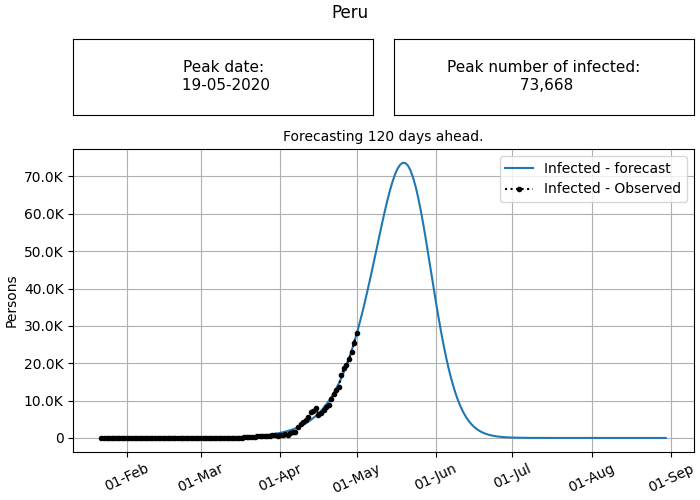 Peru
Peak date:
19-05-2020
Peak number of infected:
73,668
Forecasting 120 days ahead.
Infected - forecast
Infected - Observed
Persons
70.0K
60.0K
50.0K
40.0K
30.0K
20.0K
10.0K
0
01-Feb
01-Mar
01-Apr
01-May
01-Jun
01-Jul
01-Aug
01-Sep